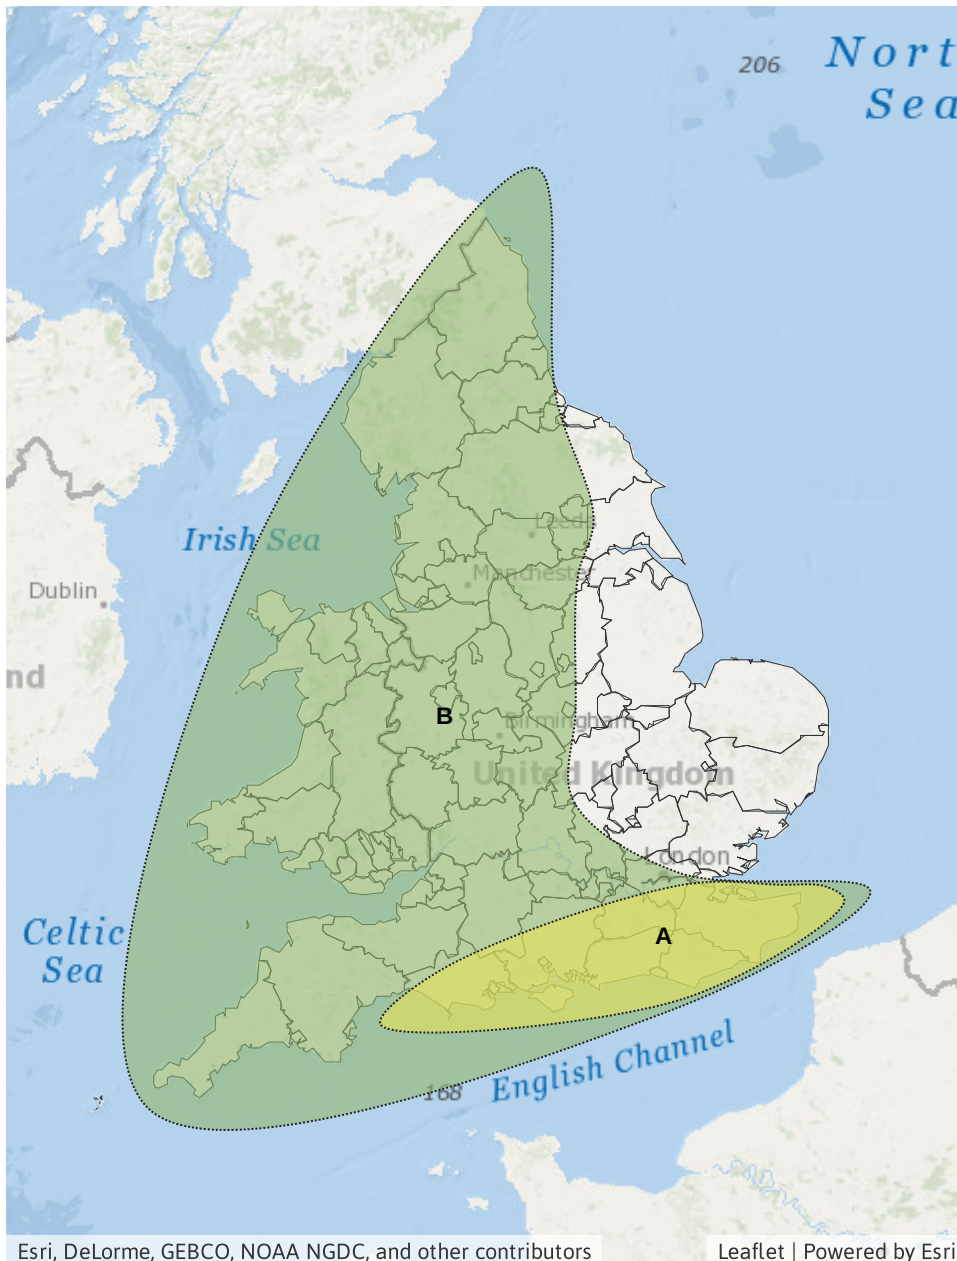 206
Nort
Sea
Leeds
Irish Sea
Manchester
Dublin
nd
B
Birmingham
United Kingdom
London
Celtic
Sea
A
English Channel
168
Esri, DeLorme, GEBCO, NOAA NGDC, and other contributors
Leaflet | Powered by Esri